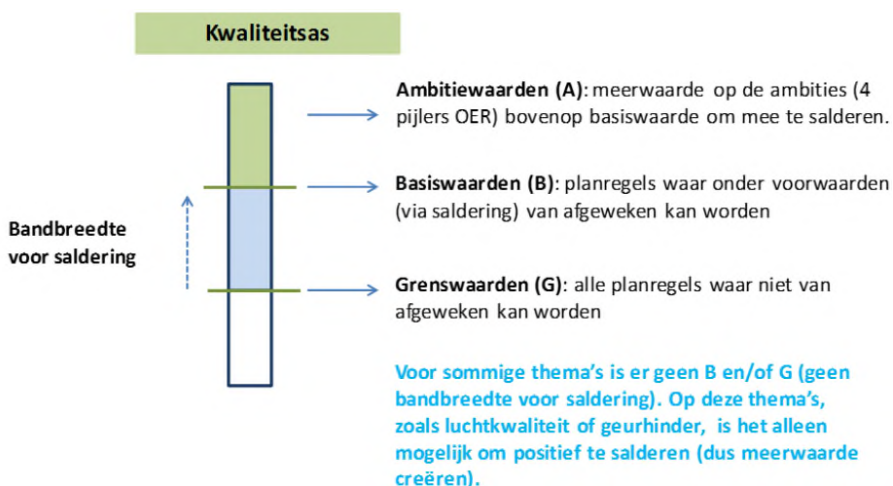 Kwaliteitsas
Ambitiewaarden (A): meerwaarde op de ambities (4
pijlers OER) bovenop basiswaarde om mee te salderen.
Basiswaarden (B): planregels waar onder voorwaarden
(via saldering) van afgeweken kan worden
Bandbreedte
voor saldering
Grenswaarden (G): alle planregels waar niet van
afgeweken kan worden
Voor sommige thema's is er geen B en/of G (geen
bandbreedte voor saldering). Op deze thema's,
zoals luchtkwaliteit of geurhinder, is het alleen
mogelijk om positief te salderen (dus meerwaarde
creëren).